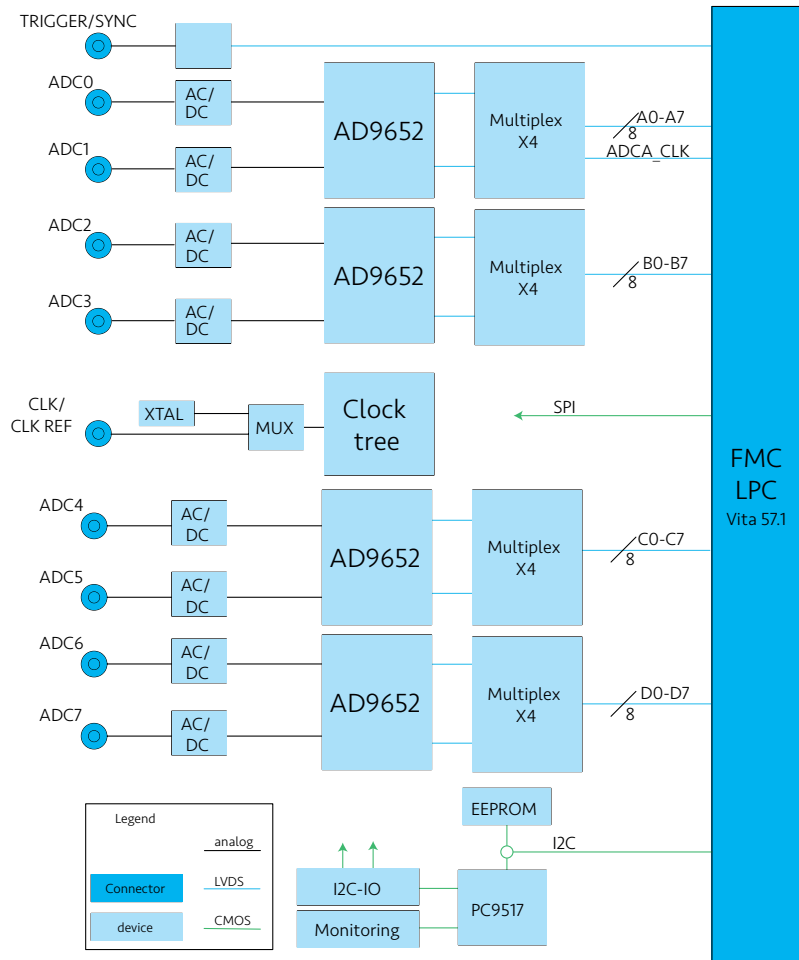 TRIGGER/SYNC
ADC0
AC/
DC
ADC1
AC/
DC
AD9652
Multiplex
X4
A0-A7
8
ADCA_CLK
ADC2
AC/
DC
ADC3
AC/
DC
AD9652
Multiplex
X4
B0-B7
8
CLK/
CLK REF
XTAL
MUX
Clock
tree
SPI
FMC
LPC
Vita 57.1
ADC4
AC/
DC
ADC5
AC/
DC
AD9652
Multiplex
X4
C0-C7
8
ADC6
AC/
DC
ADC7
AC/
DC
AD9652
Multiplex
X4
D0-D7
8
EEPROM
I2C
I2C-IO
Monitoring
PC9517
Legend
analog
Connector
LVDS
device
CMOS